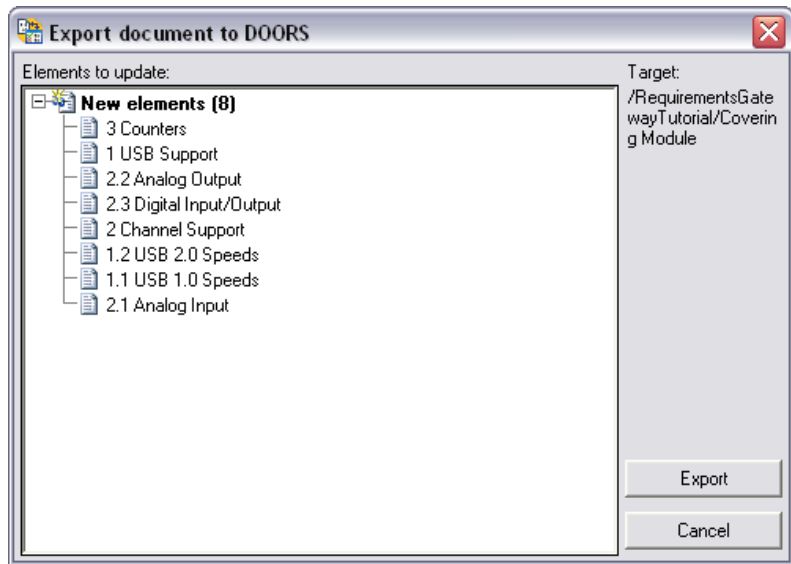 Export document to DOORS
Elements to update:
New elements (8)
3 Counters
1 USB Support
2.2 Analog Output
2.3 Digital Input/Output
2 Channel Support
1.2 USB 2.0 Speeds
1.1 USB 1.0 Speeds
2.1 Analog Input
Target:
/RequirementsGate
wayTutorial/Coverin
g Module
Export
Cancel